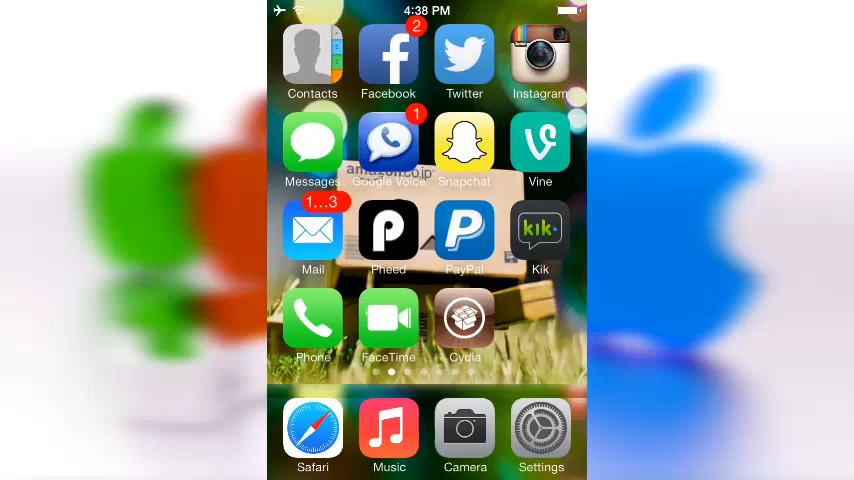 4:38 PM
2
Contacts Facebook Twitter Instagram
1
amazon.co.jp
Messages Google Voice Snapchat Vine
1...3
P P kik.
Mail Pheed PayPal Kik
Phone FaceTime Cydia
Safari Music Camera Settings